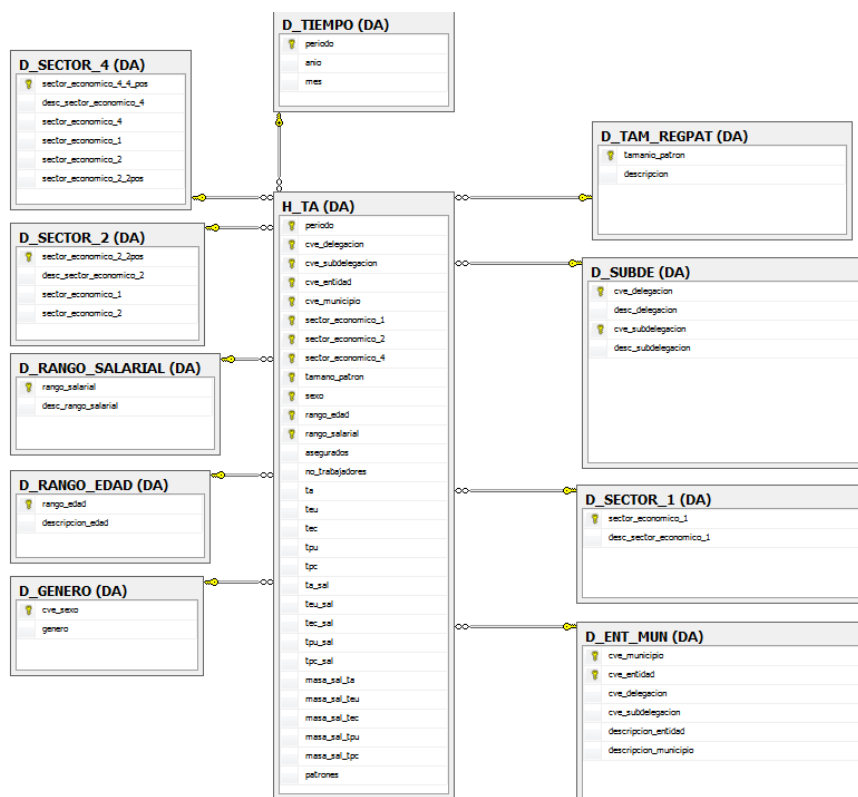 D_TIEMPO (DA)
periodo
anio
mes
D_SECTOR_4 (DA)
sector_economico_4_4_pos
desc_sector_economico_4
sector_economico_4
sector_economico_1
sector_economico_2
sector_economico_2_2pos
D_TAM_REGPAT (DA)
tamanio_patron
descripcion
H_TA (DA)
periodo
cve_delegacion
cve_subdelegacion
cve_entidad
cve_municipio
sector_economico_1
sector_economico_2
sector_economico_4
tamano_patron
sexo
rango_edad
rango_salarial
asegurados
no_trabajadores
ta
teu
tec
tpu
tpc
ta_sal
teu_sal
tec_sal
tpu_sal
tpc_sal
masa_sal_ta
masa_sal_teu
masa_sal_tec
masa_sal_tpu
masa_sal_tpc
patrones
D_SECTOR_2 (DA)
sector_economico_2_2pos
desc_sector_economico_2
sector_economico_1
sector_economico_2
D_SUBDE (DA)
cve_delegacion
desc_delegacion
cve_subdelegacion
desc_subdelegacion
D_RANGO_SALARIAL (DA)
rango_salarial
desc_rango_salarial
D_RANGO_EDAD (DA)
rango_edad
descripcion_edad
D_SECTOR_1 (DA)
sector_economico_1
desc_sector_economico_1
D_GENERO (DA)
cve_sexo
genero
D_ENT_MUN (DA)
cve_municipio
cve_entidad
cve_delegacion
cve_subdelegacion
descripcion_entidad
descripcion_municipio